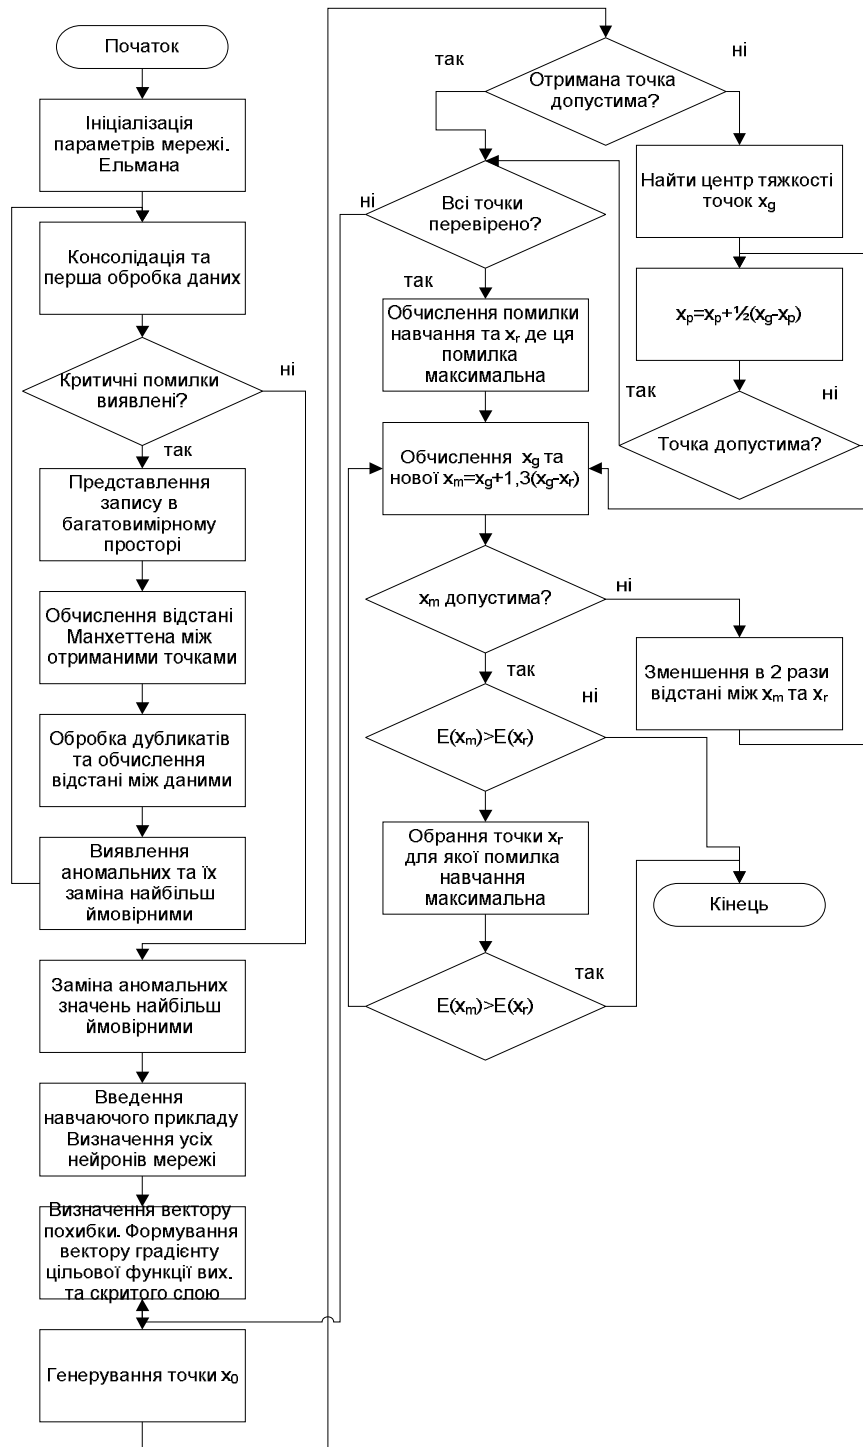 Початок
Ініціалізація
параметрів мережі.
Ельмана
Консолідація та
перша обробка даних
Критичні помилки
виявлені?
ні
так
Представлення
запису в
багатовимірному
просторі
Обчислення відстані
Манхеттена між
отриманими точками
Обробка дубликатів
та обчислення
відстані між даними
Виявлення
аномальних та їх
заміна найбільш
ймовірними
Заміна аномальних
значень найбільш
ймовірними
Введення
навчаючого прикладу
Визначення усіх
нейронів мережі
Визначення вектору
похибки. Формування
вектору градієнту
цільової функції вих.
та скритого слою
Генерування точки x0
так
ні
Отримана точка
допустима?
ні
Всі точки
перевірено?
так
Найти центр тяжкості
точок xg
Обчислення помилки
навчання та xr де ця
помилка
максимальна
xp=xp+½(xg-xp)
так
ні
Точка допустима?
Обчислення xg та
нової xm=xg+1,3(xg-xr)
xm допустима?
ні
так
Зменшення в 2 рази
відстані між xm та xr
ні
E(xm)>E(xr)
Обрання точки xr
для якої помилка
навчання
максимальна
Кінець
так
E(xm)>E(xr)